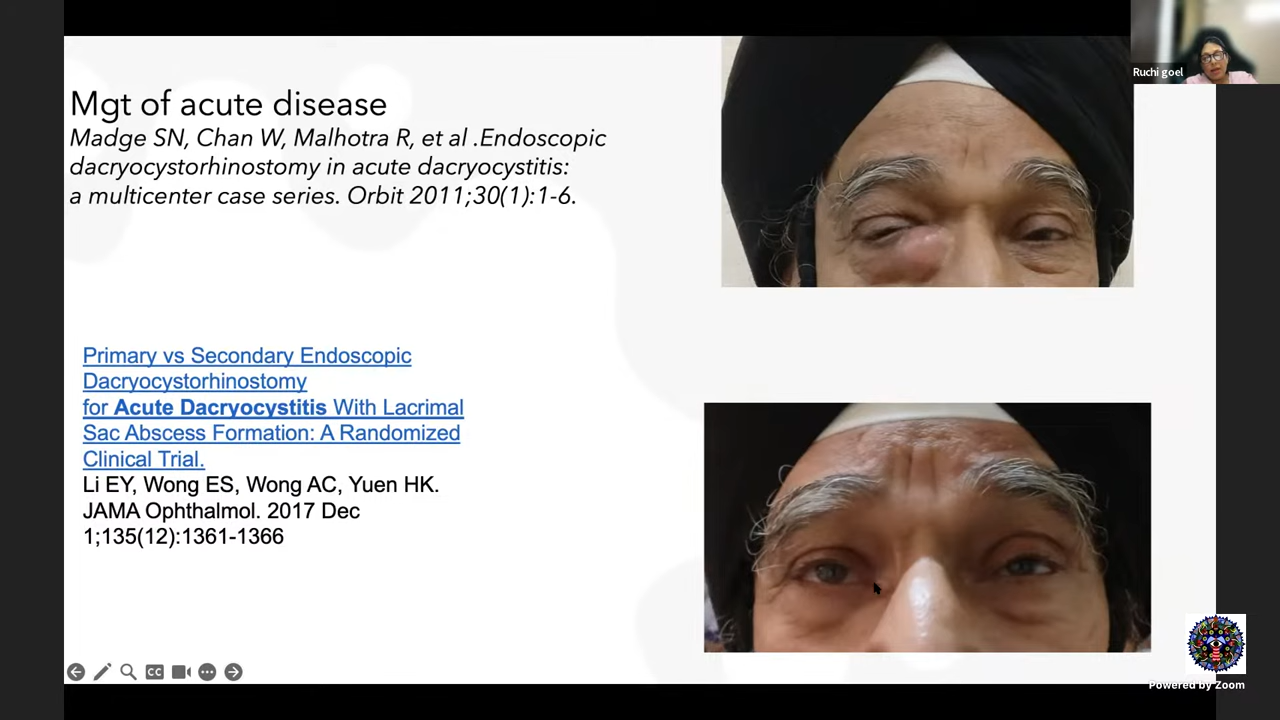 Ruchi goel
Mgt of acute disease
Madge SN, Chan W, Malhotra R, et al .Endoscopic
dacryocystorhinostomy in acute dacryocystitis:
a multicenter case series. Orbit 2011;30(1):1-6.
Primary vs Secondary Endoscopic
Dacryocystorhinostomy
for Acute Dacryocystitis With Lacrimal
Sac Abscess Formation: A Randomized
Clinical Trial.
Li EY, Wong ES, Wong AC, Yuen HK.
JAMA Ophthalmol. 2017 Dec
1;135(12):1361-1366
CC
Powered by Zoom